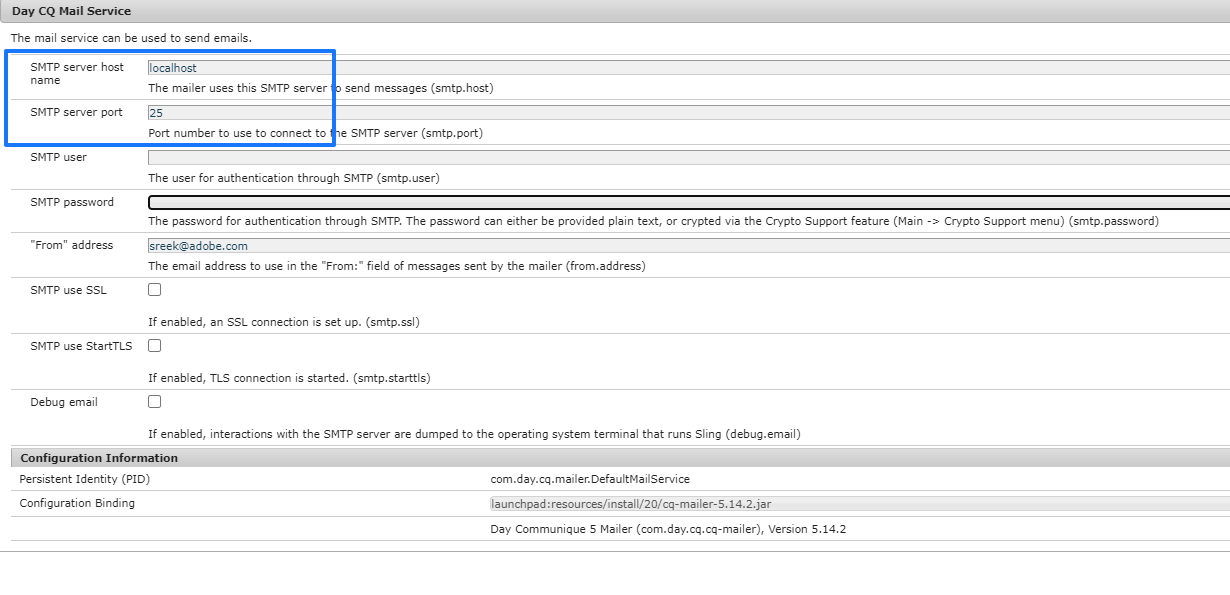 Day CQ Mail Service
The mail service can be used to send emails.
SMTP server host
name
localhost
The mailer uses this SMTP server to send messages (smtp.host)
SMTP server port
25
Port number to use to connect to the SMTP server (smtp.port)
SMTP user
The user for authentication through SMTP (smtp.user)
SMTP password
The password for authentication through SMTP. The password can either be provided plain text, or crypted via the Crypto Support feature (Main -> Crypto Support menu) (smtp.password)
"From" address
sreek@adobe.com
The email address to use in the "From:" field of messages sent by the mailer (from.address)
SMTP use SSL
If enabled, an SSL connection is set up. (smtp.ssl)
SMTP use StartTLS
If enabled, TLS connection is started. (smtp.starttls)
Debug email
If enabled, interactions with the SMTP server are dumped to the operating system terminal that runs Sling (debug.email)
Configuration Information
Persistent Identity (PID) com.day.cq.mailer.DefaultMailService
Configuration Binding launchpad:resources/install/20/cq-mailer-5.14.2.jar
Day Communique 5 Mailer (com.day.cq.cq-mailer), Version 5.14.2